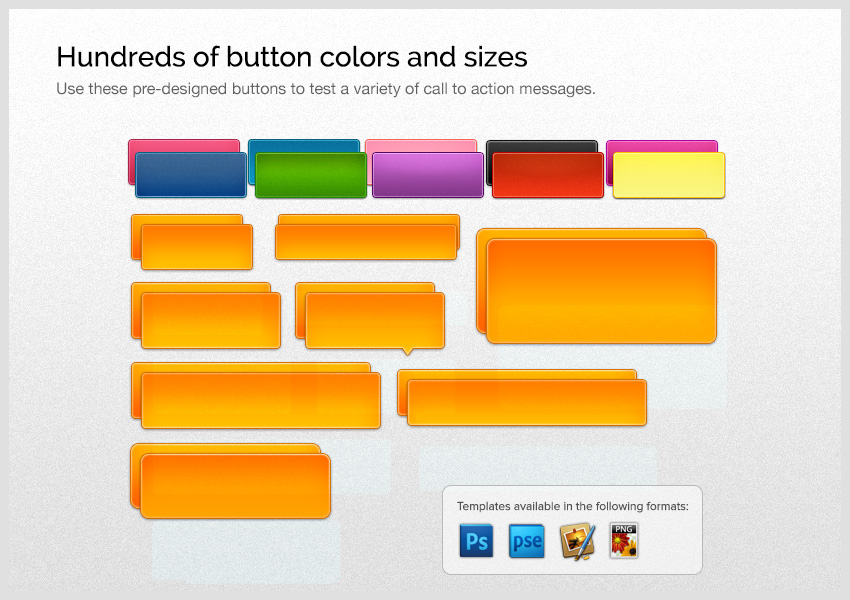 Hundreds of button colors and sizes
Use these pre-designed buttons to test a variety of call to action messages.
Templates available in the following formats:
Ps
pse
PNG